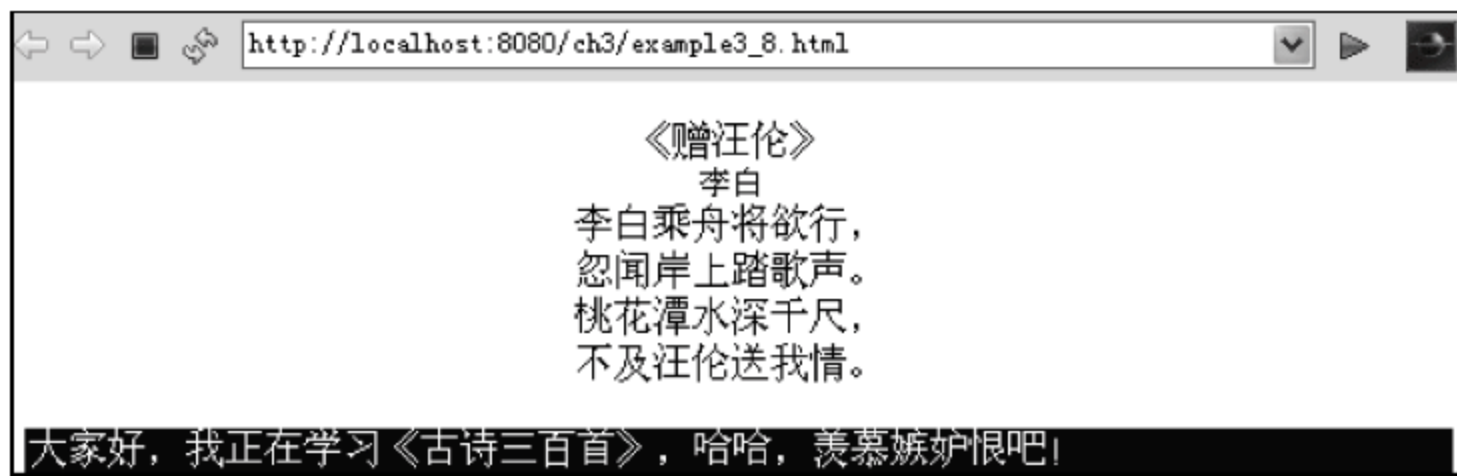 http://localhost:8080/ch3/example3_8.html
《赠汪伦》
李白
李白乘舟将欲行，
忽闻岸上踏歌声。
桃花潭水深千尺，
不及汪伦送我情。
大家好，我正在学习《古诗三百首》，哈哈，羡慕嫉妒恨吧!